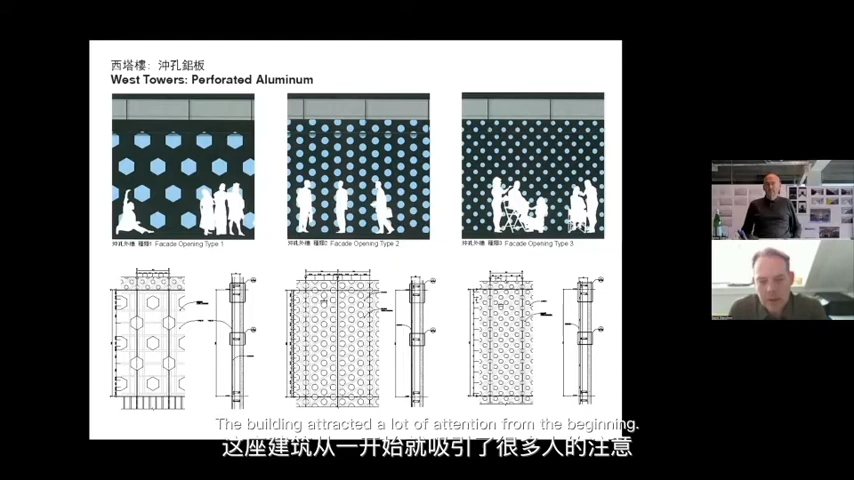 西塔樓: 沖孔鋁板
West Towers: Perforated Aluminum
Facade Opening Type 1
Facade Opening Type 2
Facade Opening Type 3
The building attracted a lot of attention from the beginning.
这座建筑从一开始就吸引了很多人的注意